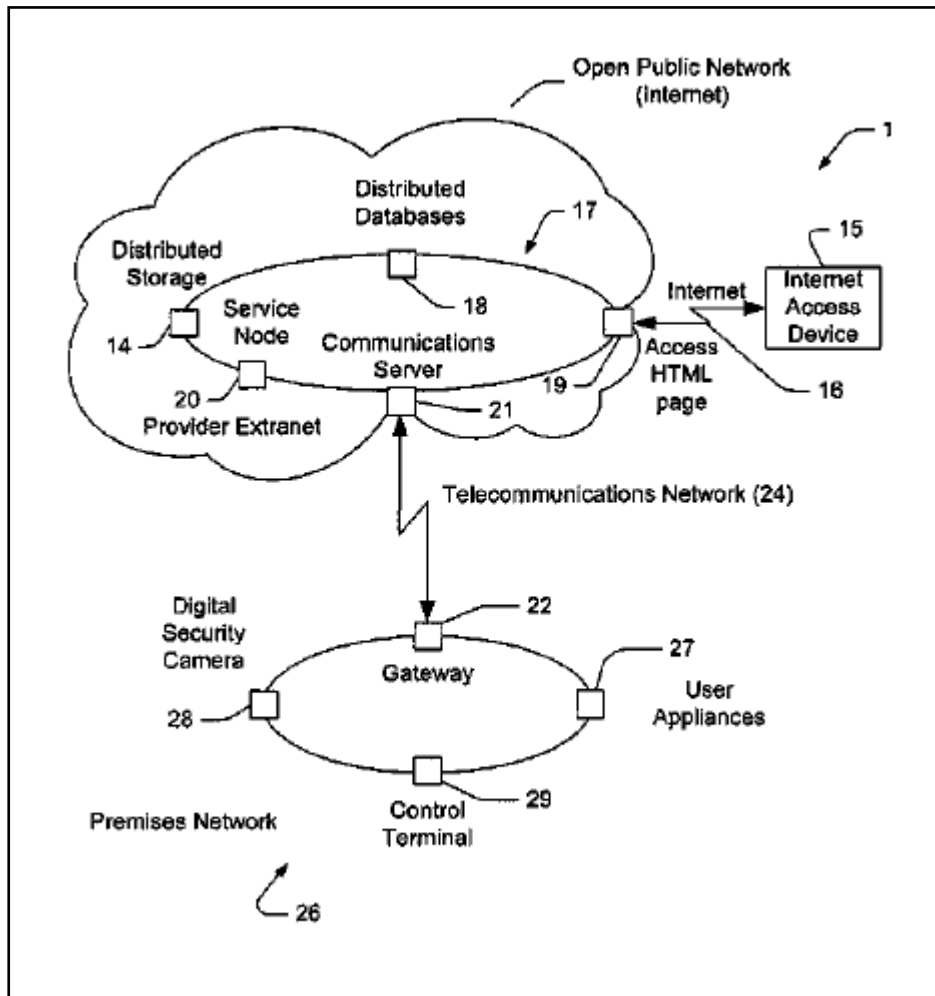 Open Public Network
(Internet)
1
Distributed
Databases
17
15
Distributed
Storage
Internet
Access
Device
Internet
18
Service
Node
14
Communications
Server
Access
HTML
page
19
16
20
21
Provider Extranet
Telecommunications Network (24)
Digital
Security
Camera
22
27
Gateway
User
Appliances
28
29
Control
Terminal
Premises Network
26